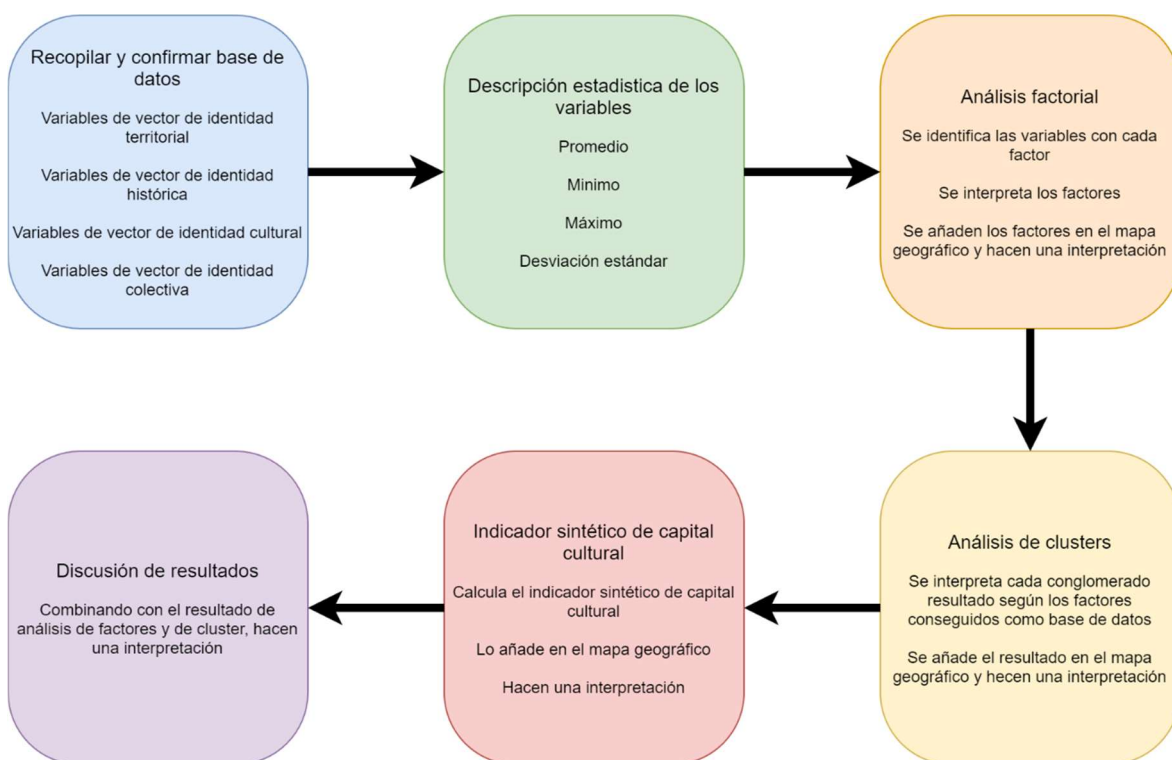 Recopilar y confirmar base de
datos
Variables de vector de identidad
territorial
Variables de vector de identidad
histórica
Variables de vector de identidad cultural
Variables de vector de identidad
colectiva
Descripción estadistica de los
variables
Promedio
Minimo
Máximo
Desviación estándar
Análisis factorial
Se identifica las variables con cada
factor
Se interpreta los factores
Se añaden los factores en el mapa
geográfico y hacen una interpretación
Análisis de clusters
Se interpreta cada conglomerado
resultado según los factores
conseguidos como base de datos
Se añade el resultado en el mapa
geográfico y hecen una interpretación
Indicador sintético de capital
cultural
Calcula el indicador sintético de capital
cultural
Lo añade en el mapa geográfico
Hacen una interpretación
Discusión de resultados
Combinando con el resultado de
análisis de factores y de cluster, hacen
una interpretación